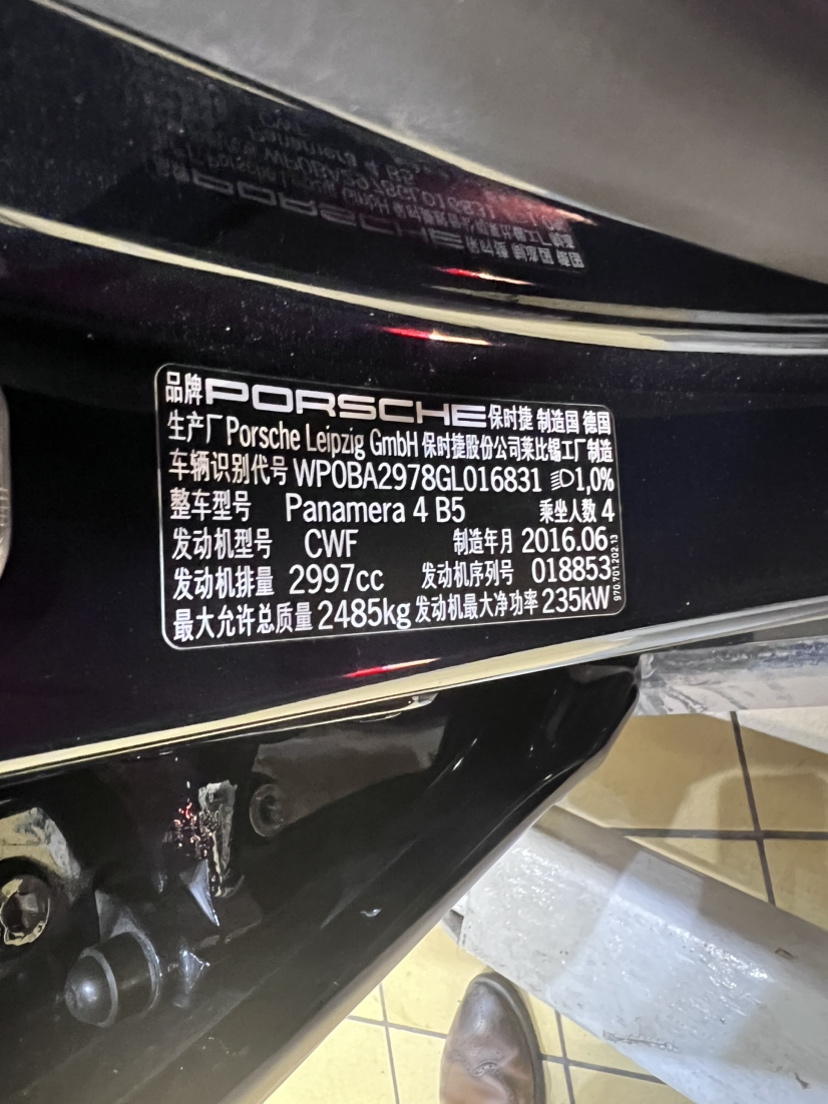 品牌 PORSCHE 保时捷 制造国 德国
生产厂 Porsche Leipzig GmbH 保时捷股份公司莱比锡工厂制造
车辆识别代号 WP0BA2978GL016831 1,0%
整车型号 Panamera 4 B5 乘坐人数 4
发动机型号 CWF 制造年月 2016.06
发动机排量 2997cc 发动机序列号 018853
最大允许总质量 2485kg 发动机最大净功率 235kW
970.701.202.13